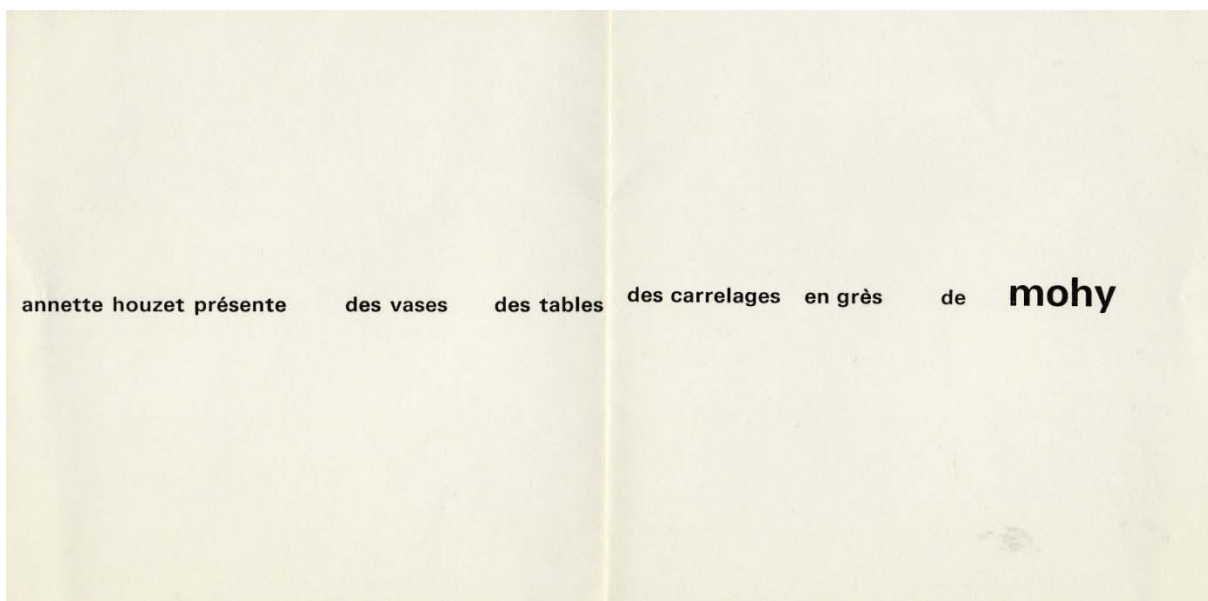 annette houzet présente des vases des tables des carrelages en grès de mohy